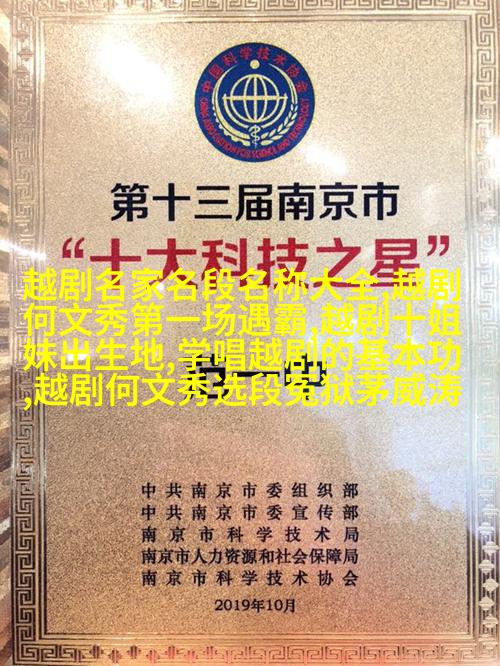 中国科学技术协会
CHINA ASSOCIATION FOR SCIENCE AND TECHNOLOGY
第十三届南京市
“十大科技之星”
越剧名家名段名称大全,越剧
何文秀第一场遇霸,越剧十姐
妹出生地,学唱越剧的基本功
,越剧何文秀选段冤狱茅威涛
中共南京市委组织部
中共南京市委宣传部
南京市科学技术局
南京市人力资源和社会保障局
南京市科学技术协会
2019年10月